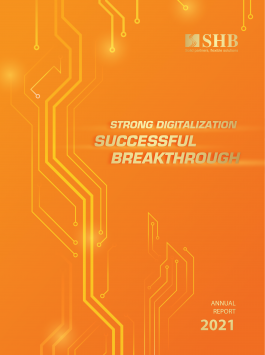 SHB
STRONG DIGITALIZATION
SUCCESSFUL
BREAKTHROUGH
ANNUAL
REPORT
2021